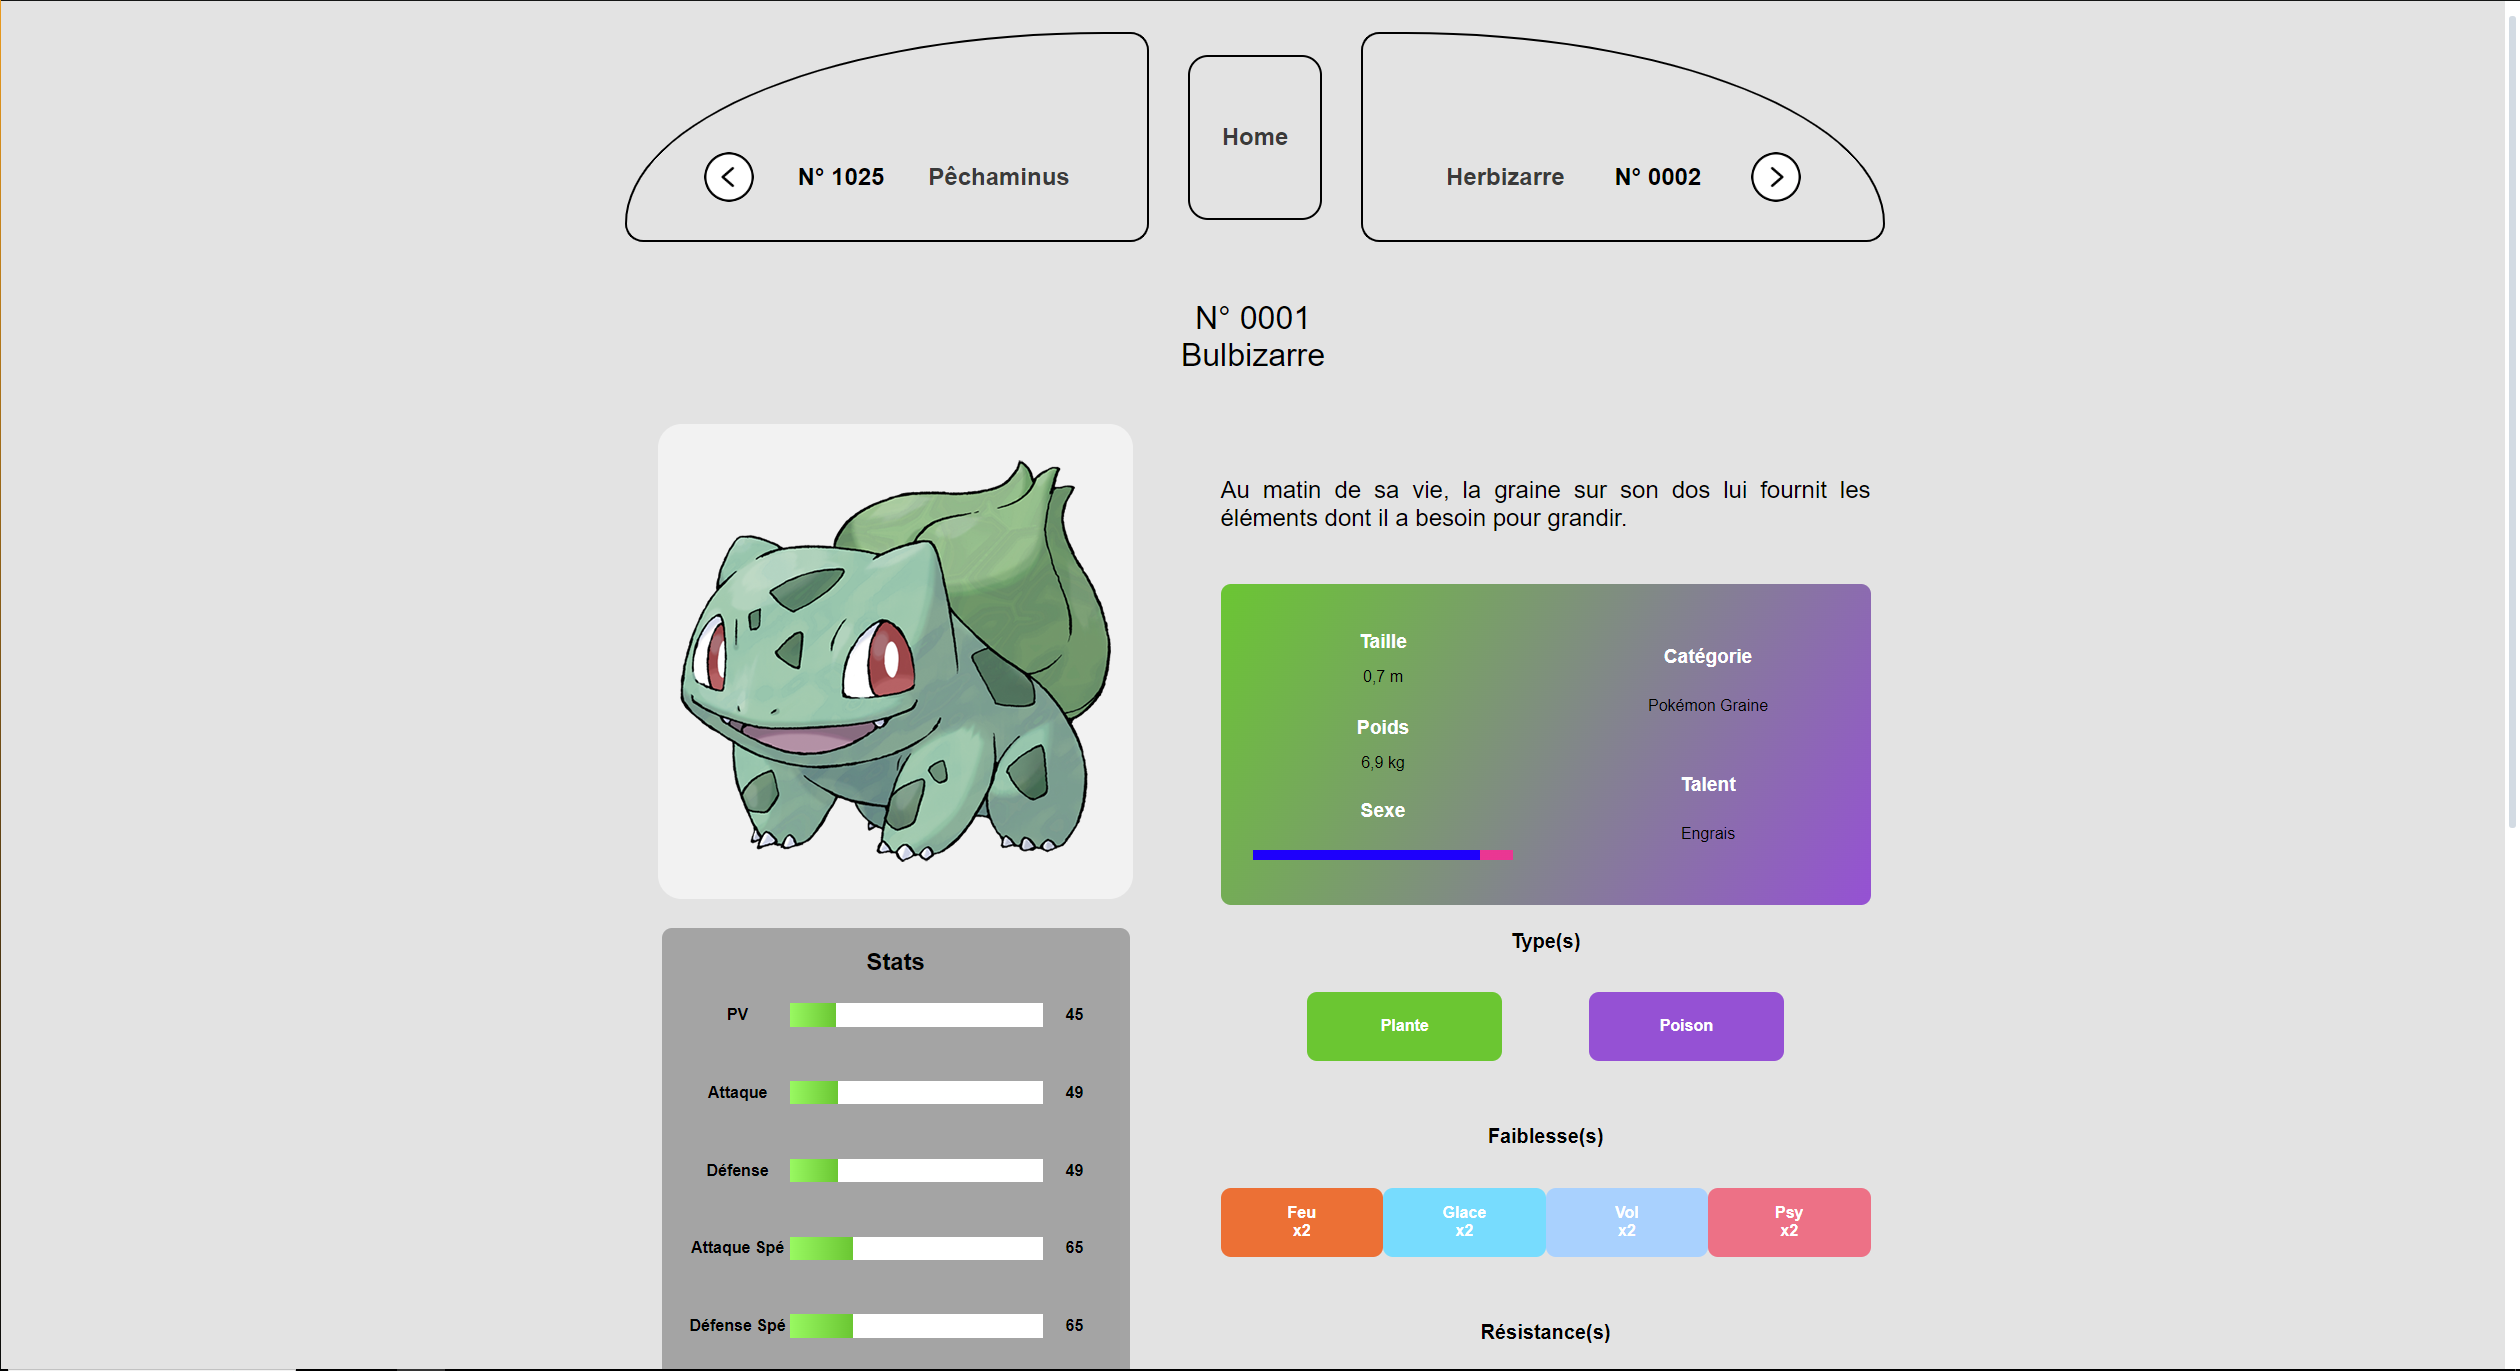 N° 1025 Pêchaminus
Home
Herbizarre N° 0002
N° 0001
Bulbizarre
Au matin de sa vie, la graine sur son dos lui fournit les
éléments dont il a besoin pour grandir.
Taille
0,7 m
Poids
6,9 kg
Sexe
Catégorie
Pokémon Graine
Talent
Engrais
Stats
PV 45
Attaque 49
Défense 49
Attaque Spé 65
Défense Spé 65
Type(s)
Plante
Poison
Faiblesse(s)
Feu
x2
Glace
x2
Vol
x2
Psy
x2
Résistance(s)